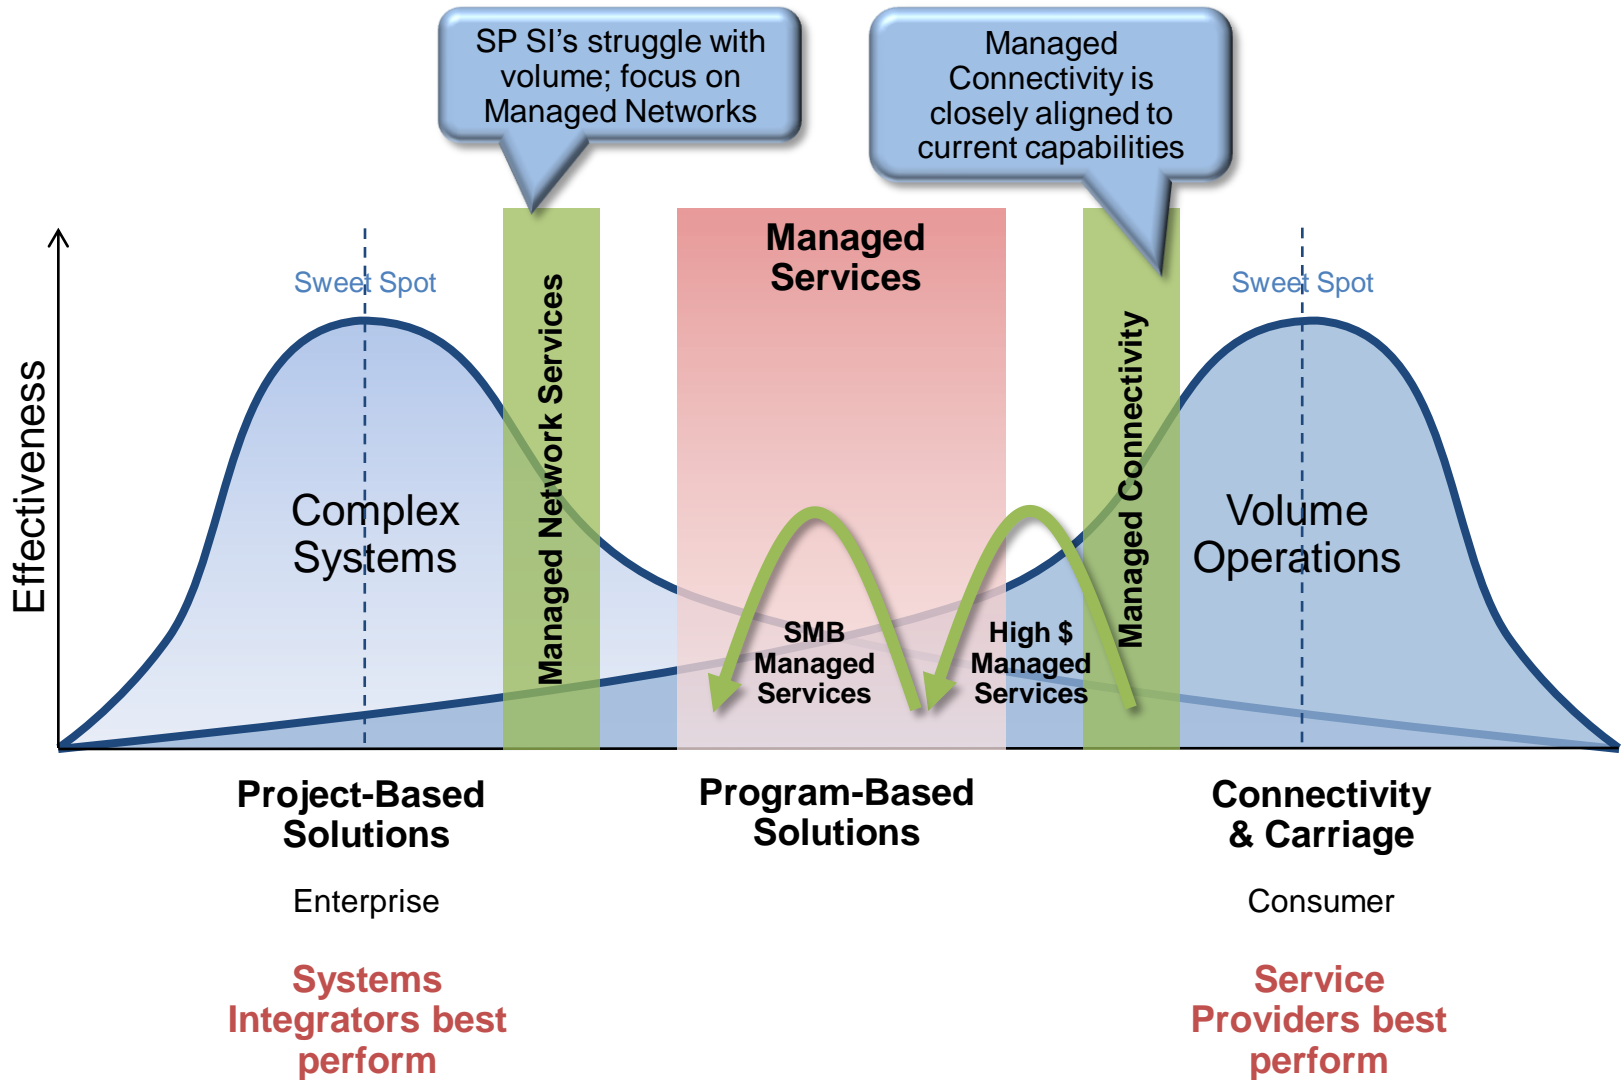 SP SI’s struggle with
volume; focus on
Managed Networks
Managed
Connectivity is
closely aligned to
current capabilities
Managed
Services
Sweet Spot
Sweet Spot
Effectiveness
Managed Network Services
Managed Connectivity
Complex
Systems
Volume
Operations
SMB
Managed
Services
High $
Managed
Services
Project-Based
Solutions
Program-Based
Solutions
Connectivity
& Carriage
Enterprise
Consumer
Systems
Integrators best
perform
Service
Providers best
perform